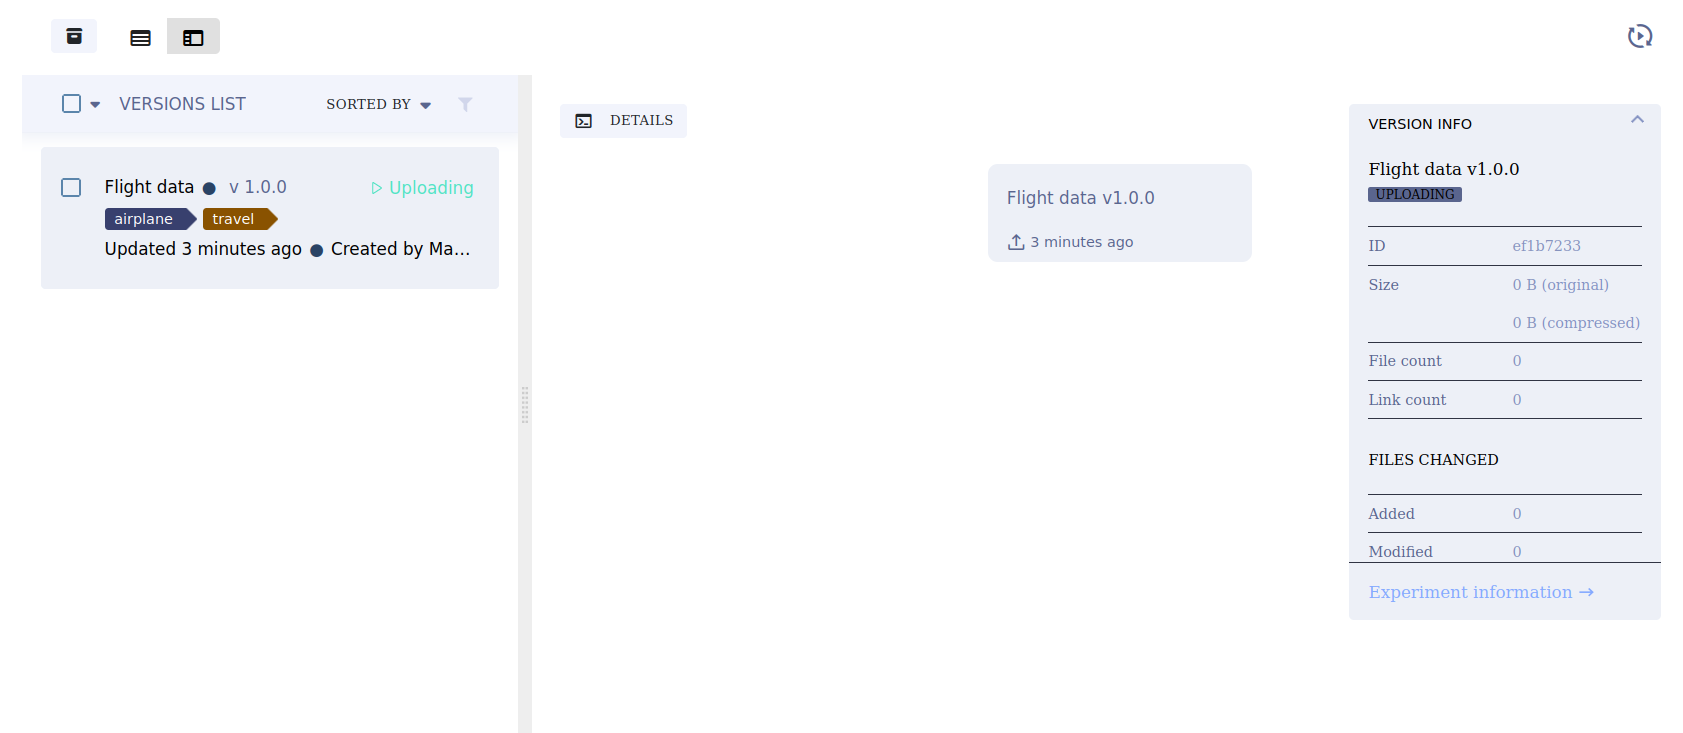 VERSIONS LIST
SORTED BY
Flight data
v 1.0.0
Uploading
airplane
travel
Updated 3 minutes ago
Created by Ma...
DETAILS
Flight data v1.0.0
3 minutes ago
VERSION INFO
Flight data v1.0.0
UPLOADING
ID ef1b7233
Size 0 B (original)
0 B (compressed)
File count 0
Link count 0
FILES CHANGED
Added 0
Modified 0
Experiment information →